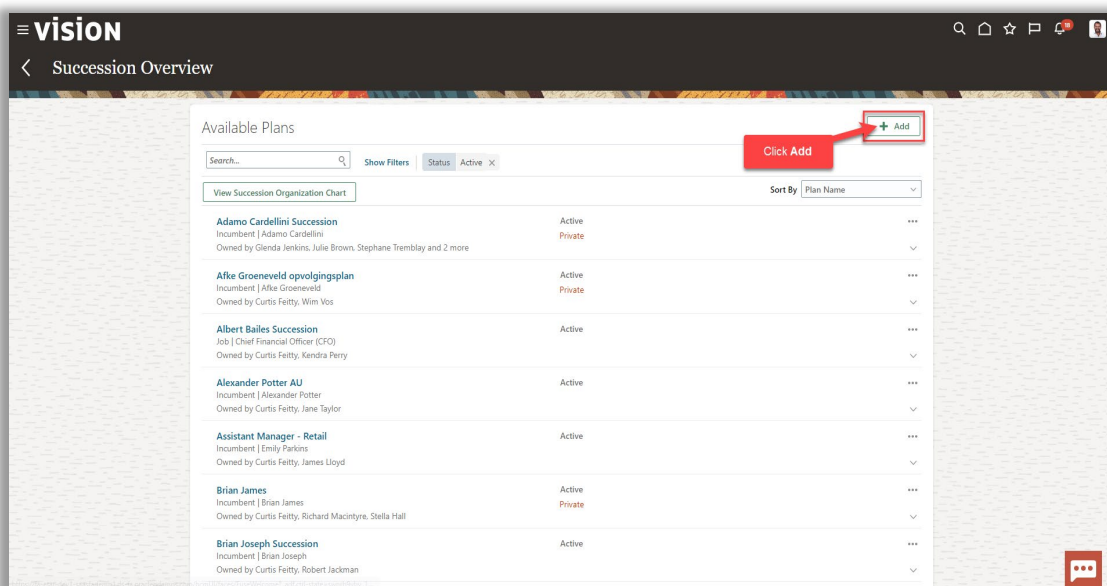 vision
18
Succession Overview
Available Plans
+ Add
Click Add
Search...
Show Filters
Status Active ×
View Succession Organization Chart
Sort By Plan Name
Adamo Cardellini Succession
Active
Incumbent | Adamo Cardellini
Private
Owned by Glenda Jenkins, Julie Brown, Stephane Tremblay and 2 more
Afke Groeneveld opvolgingsplan
Active
Incumbent | Afke Groeneveld
Private
Owned by Curtis Feitty, Wim Vos
Albert Bailes Succession
Active
Job | Chief Financial Officer (CFO)
Owned by Curtis Feitty, Kendra Perry
Alexander Potter AU
Active
Incumbent | Alexander Potter
Owned by Curtis Feitty, Jane Taylor
Assistant Manager - Retail
Active
Incumbent | Emily Parkins
Owned by Curtis Feitty, James Lloyd
Brian James
Active
Incumbent | Brian James
Private
Owned by Curtis Feitty, Richard Macintyre, Stella Hall
Brian Joseph Succession
Active
Incumbent | Brian Joseph
Owned by Curtis Feitty, Robert Jackman